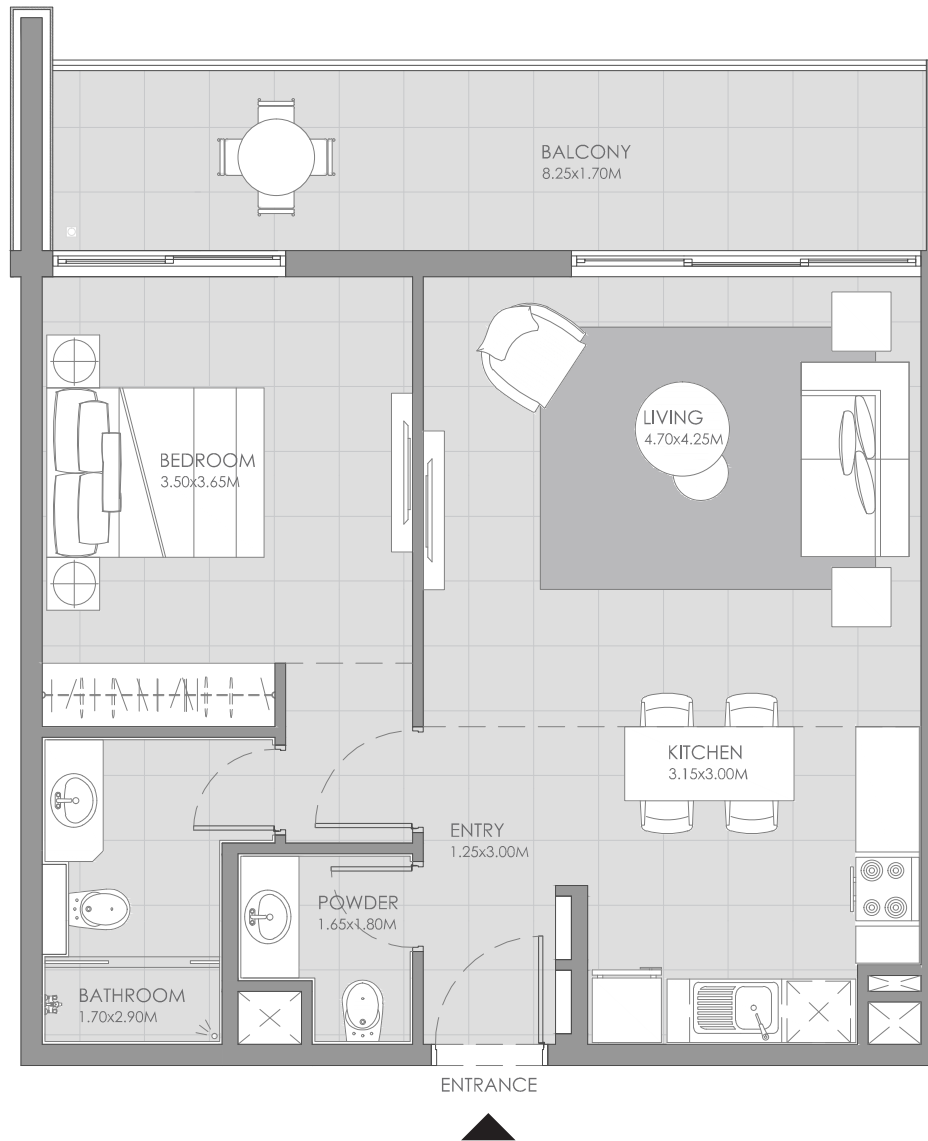 BALCONY
8.25x1.70M
LIVING
4.70x4.25M
BEDROOM
3.50x3.65M
KITCHEN
3.15x3.00M
ENTRY
1.25x3.00M
POWDER
1.65x1.80M
BATHROOM
1.70x2.90M
ENTRANCE